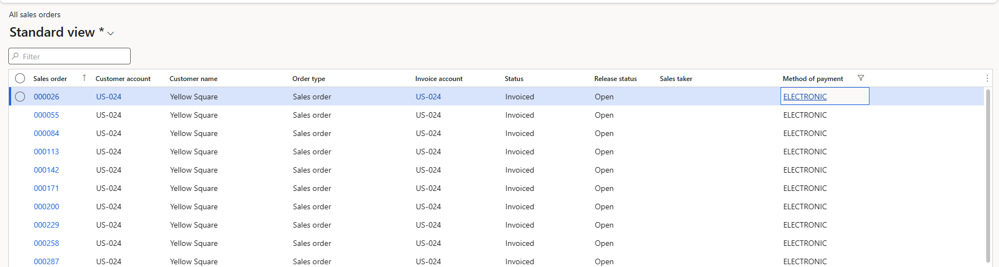 All sales orders
Standard view *
Filter
Sales order Customer account Customer name Order type Invoice account Status Release status Sales taker Method of payment
000026 US-024 Yellow Square Sales order US-024 Invoiced Open ELECTRONIC
000055 US-024 Yellow Square Sales order US-024 Invoiced Open ELECTRONIC
000084 US-024 Yellow Square Sales order US-024 Invoiced Open ELECTRONIC
000113 US-024 Yellow Square Sales order US-024 Invoiced Open ELECTRONIC
000142 US-024 Yellow Square Sales order US-024 Invoiced Open ELECTRONIC
000171 US-024 Yellow Square Sales order US-024 Invoiced Open ELECTRONIC
000200 US-024 Yellow Square Sales order US-024 Invoiced Open ELECTRONIC
000229 US-024 Yellow Square Sales order US-024 Invoiced Open ELECTRONIC
000258 US-024 Yellow Square Sales order US-024 Invoiced Open ELECTRONIC
000287 US-024 Yellow Square Sales order US-024 Invoiced Open ELECTRONIC